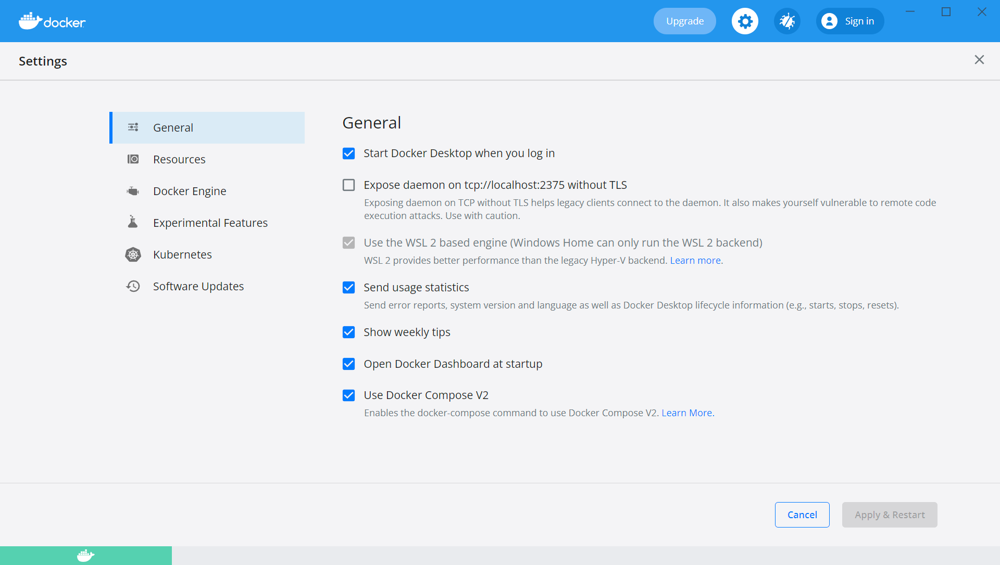 docker
Upgrade
Sign in
Settings
General
Resources
Docker Engine
Experimental Features
Kubernetes
Software Updates
General
Start Docker Desktop when you log in
Expose daemon on tcp://localhost:2375 without TLS
Exposing daemon on TCP without TLS helps legacy clients connect to the daemon. It also makes yourself vulnerable to remote code
execution attacks. Use with caution.
Use the WSL 2 based engine (Windows Home can only run the WSL 2 backend)
WSL 2 provides better performance than the legacy Hyper-V backend. Learn more.
Send usage statistics
Send error reports, system version and language as well as Docker Desktop lifecycle information (e.g., starts, stops, resets).
Show weekly tips
Open Docker Dashboard at startup
Use Docker Compose V2
Enables the docker-compose command to use Docker Compose V2. Learn More.
Cancel
Apply & Restart